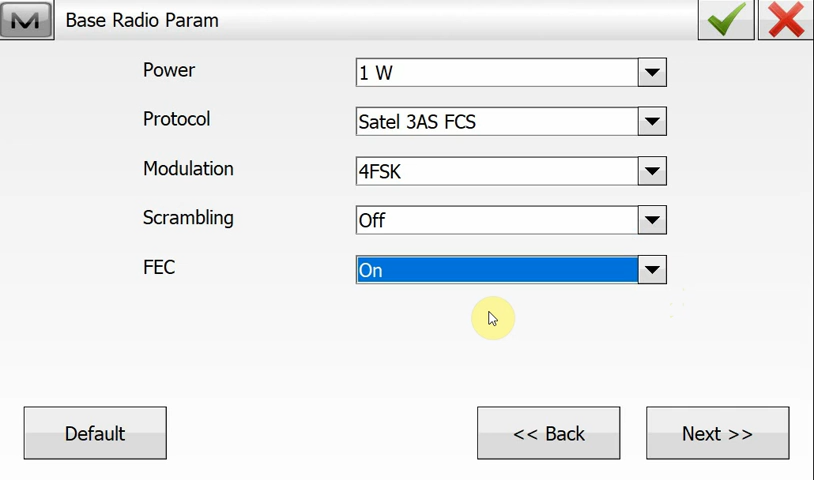 Base Radio Param
Power 1 W
Protocol Satel 3AS FCS
Modulation 4FSK
Scrambling Off
FEC On
Default << Back Next >>